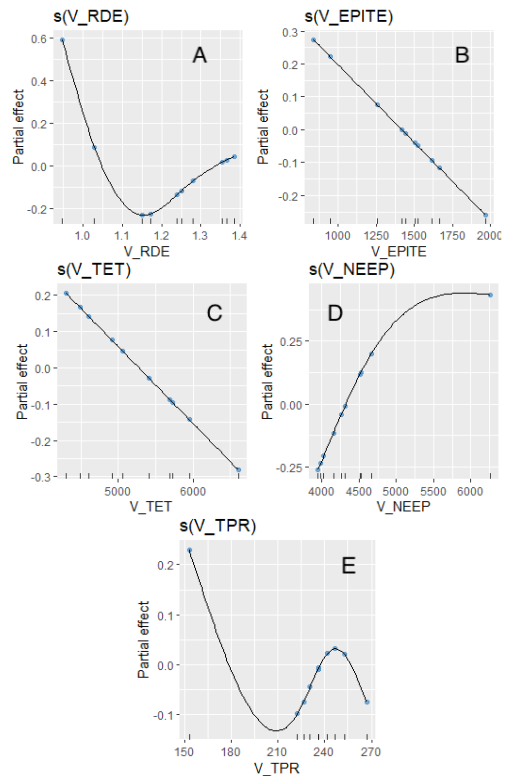 s(V_RDE)
A
Partial effect
0.6
0.4
0.2
0.0
-0.2
1.0 1.1 1.2 1.3 1.4
V_RDE
s(V_EPITE)
B
Partial effect
0.3
0.2
0.1
0.0
-0.1
-0.2
1000 1250 1500 1750 2000
V_EPITE
s(V_TET)
C
Partial effect
0.2
0.1
0.0
-0.1
-0.2
-0.3
5000 6000
V_TET
s(V_NEEP)
D
Partial effect
0.25
0.00
-0.25
4000 4500 5000 5500 6000
V_NEEP
s(V_TPR)
E
Partial effect
0.2
0.1
0.0
-0.1
150 180 210 240 270
V_TPR